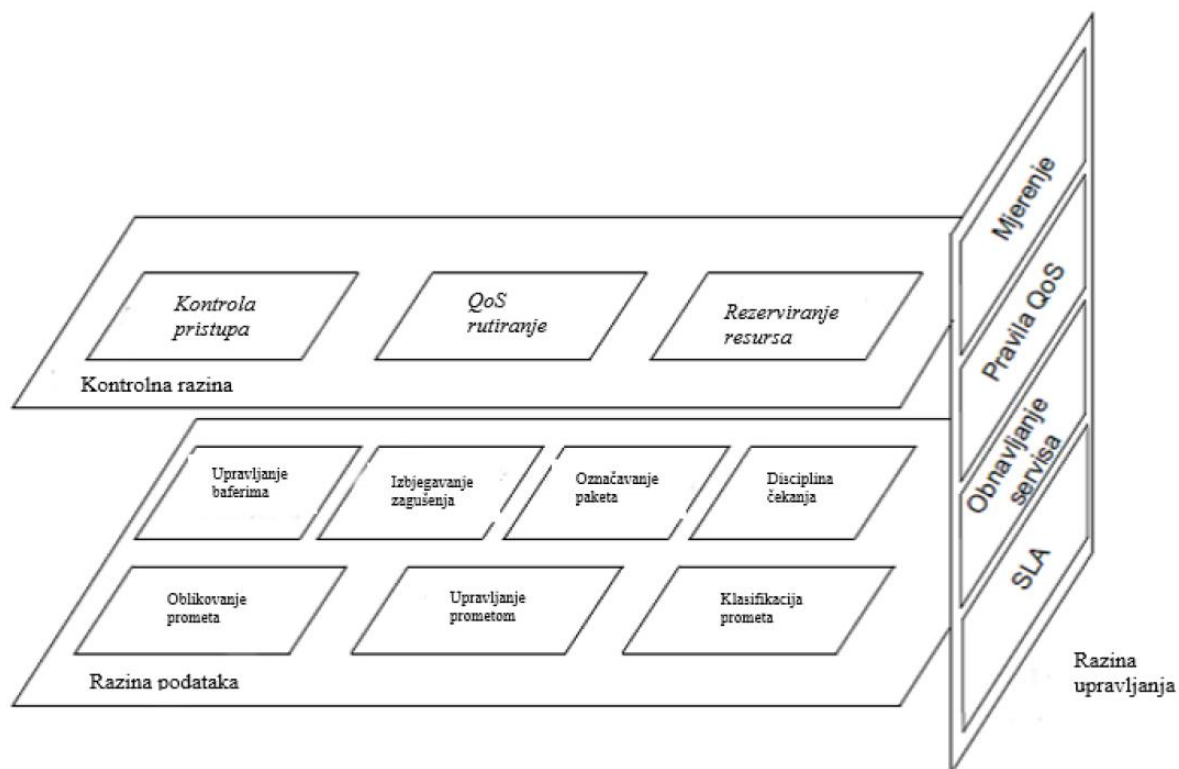 Mjerenje
Pravila QoS
Obnavljanje
servisa
SLA
Kontrola
pristupa
QoS
rutiranje
Rezerviranje
resursa
Kontrolna razina
Upravljanje
baferima
Izbjegavanje
zagušenja
Označavanje
paketa
Disciplina
čekanja
Oblikovanje
prometa
Upravljanje
prometom
Klasifikacija
prometa
Razina podataka
Razina
upravljanja